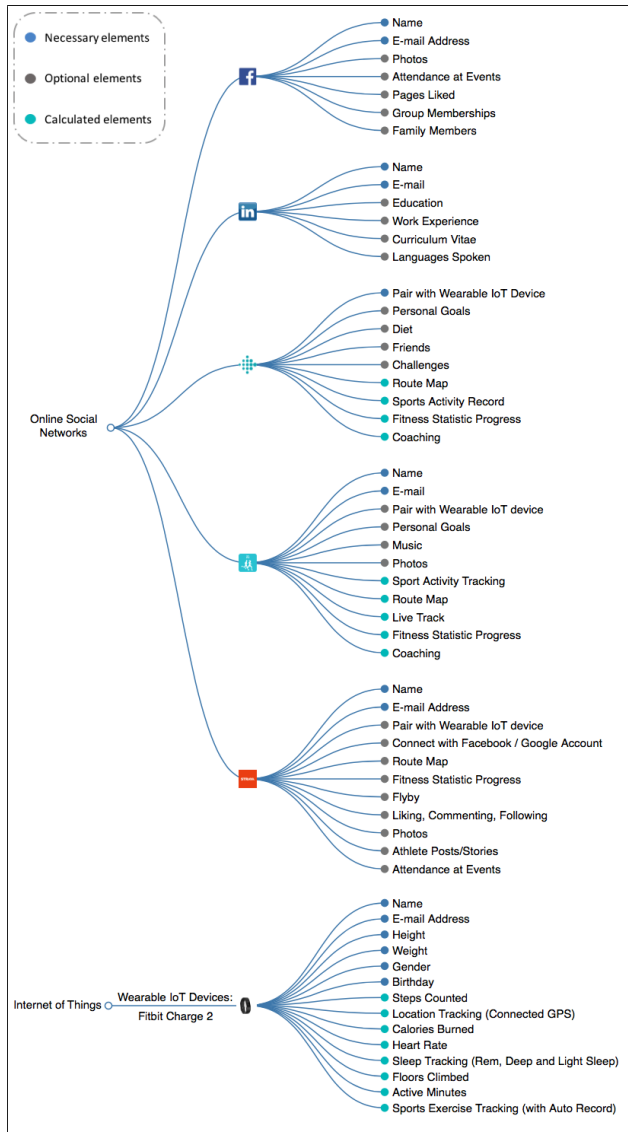 Necessary elements
Optional elements
Calculated elements
Name
E-mail Address
Photos
Attendance at Events
Pages Liked
Group Memberships
Family Members
Name
E-mail
Education
Work Experience
Curriculum Vitae
Languages Spoken
Pair with Wearable IoT Device
Personal Goals
Diet
Friends
Challenges
Route Map
Sports Activity Record
Fitness Statistic Progress
Coaching
Online Social
Networks
Name
E-mail
Pair with Wearable IoT device
Personal Goals
Music
Photos
Sport Activity Tracking
Route Map
Live Track
Fitness Statistic Progress
Coaching
Name
E-mail Address
Pair with Wearable IoT device
Connect with Facebook / Google Account
Route Map
Fitness Statistic Progress
Flyby
Liking, Commenting, Following
Photos
Athlete Posts/Stories
Attendance at Events
Internet of Things
Wearable IoT Devices:
Fitbit Charge 2
Name
E-mail Address
Height
Weight
Gender
Birthday
Steps Counted
Location Tracking (Connected GPS)
Calories Burned
Heart Rate
Sleep Tracking (Rem, Deep and Light Sleep)
Floors Climbed
Active Minutes
Sports Exercise Tracking (with Auto Record)